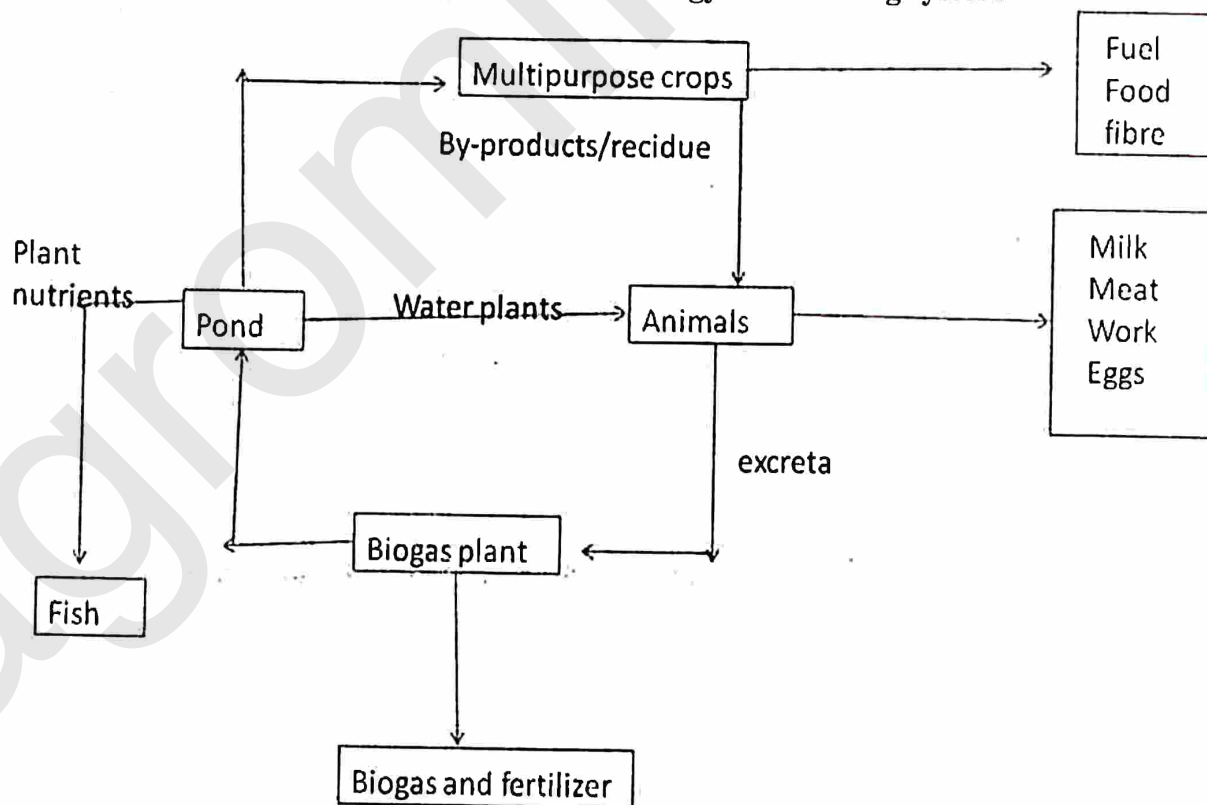 Multipurpose crops
Fuel
Food
fibre
By-products/recidue
Plant
nutrients
Pond
Water plants
Animals
Milk
Meat
Work
Eggs
excreta
Biogas plant
Fish
Biogas and fertilizer